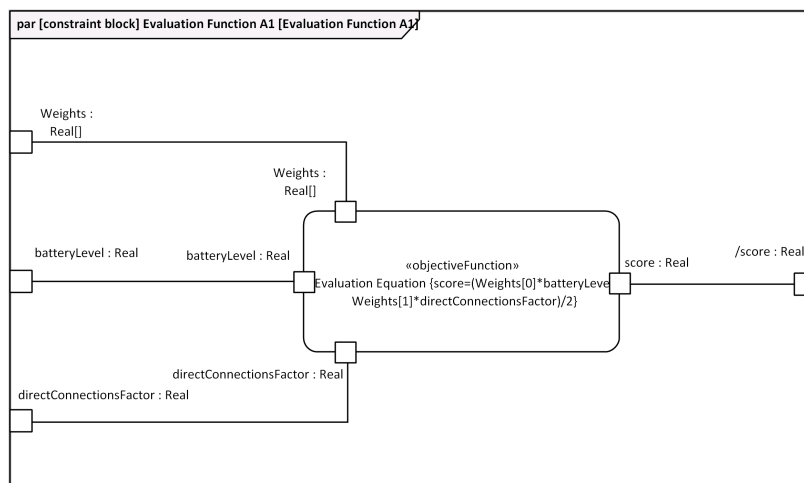 par [constraint block] Evaluation Function A1 [Evaluation Function A1]
Weights :
Real[]
Weights :
Real[]
batteryLevel : Real
batteryLevel : Real
«objectiveFunction»
Evaluation Equation {score=(Weights[0]*batteryLeve
Weights[1]*directConnectionsFactor)/2}
score : Real
/score : Real
directConnectionsFactor : Real
directConnectionsFactor : Real